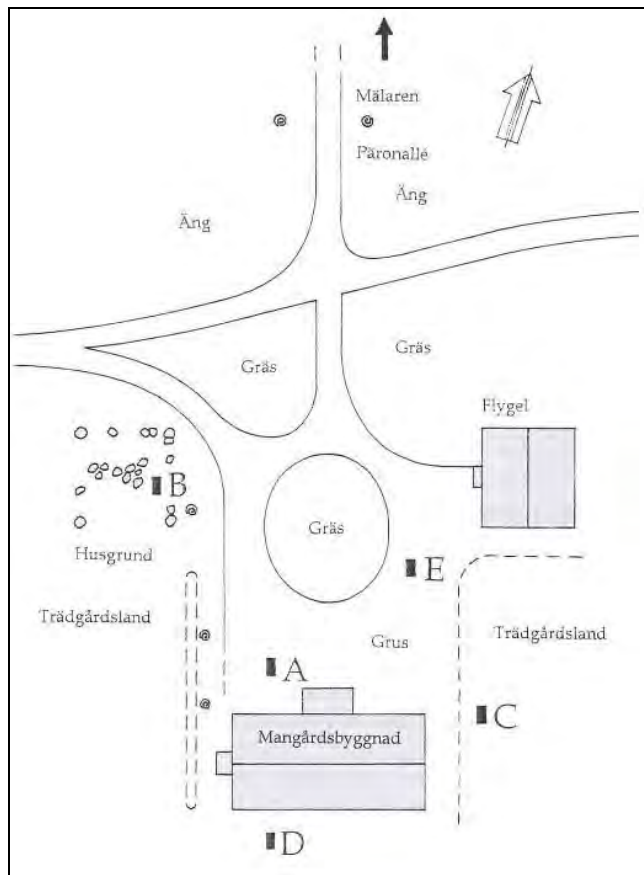 Mälaren
Päronallé
Äng
Äng
Gräs
Gräs
Flygel
B
Gräs
Husgrund
E
Trädgårdsland
Grus
Trädgårdsland
A
C
Mangårdsbyggnad
D